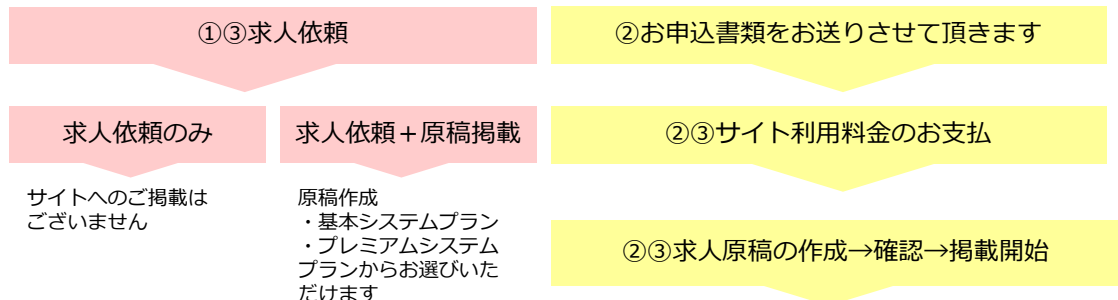 ①③求人依頼
②お申込書類をお送りさせて頂きます
求人依頼のみ
求人依頼＋原稿掲載
②③サイト利用料金のお支払
サイトへのご掲載は
ございません
原稿作成
・基本システムプラン
・プレミアムシステム
プランからお選びいた
だけます
②③求人原稿の作成→確認→掲載開始